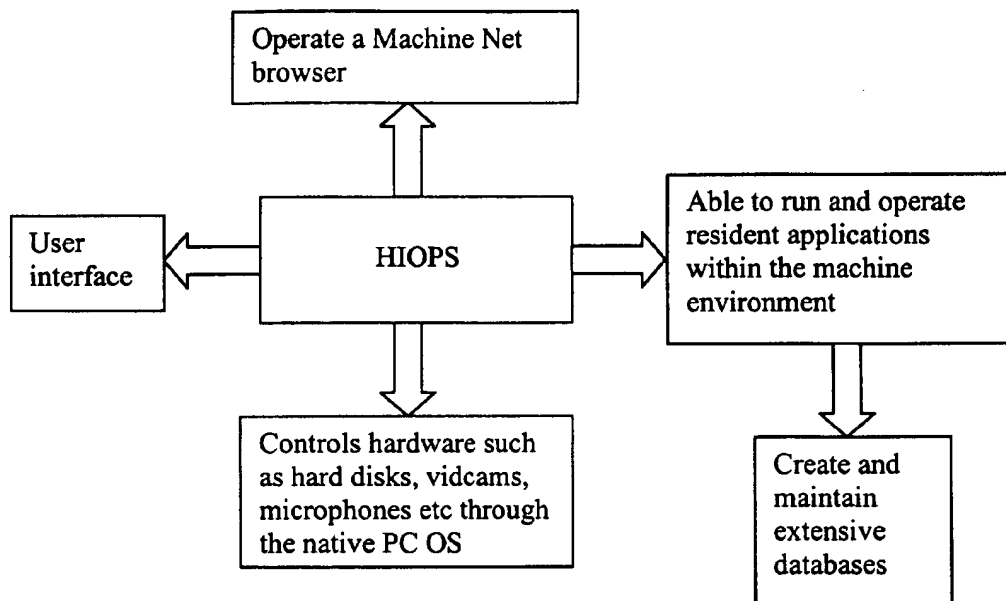 Operate a Machine Net
browser
User
interface
HIOPS
Able to run and operate
resident applications
within the machine
environment
Controls hardware such
as hard disks, vidcams,
microphones etc through
the native PC OS
Create and
maintain
extensive
databases